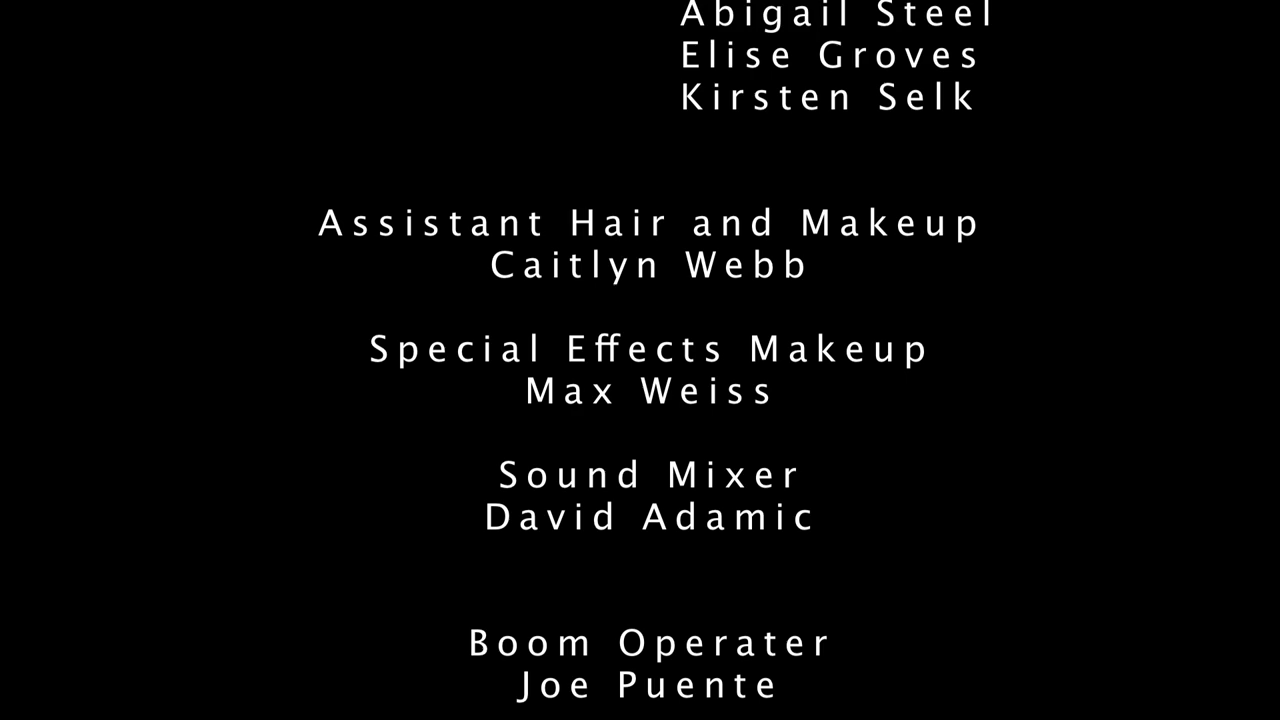 Abigail Steel
Elise Groves
Kirsten Selk
Assistant Hair and Makeup
Caitlyn Webb
Special Effects Makeup
Max Weiss
Sound Mixer
David Adamic
Boom Operater
Joe Puente